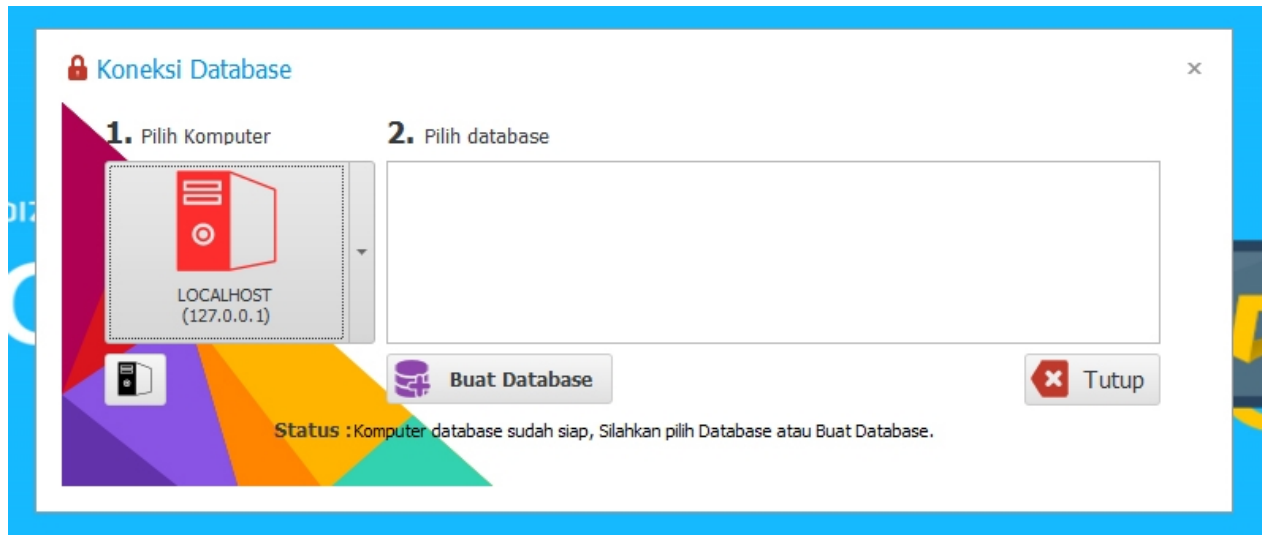 Koneksi Database
1. Pilih Komputer
2. Pilih database
LOCALHOST
(127.0.0.1)
Buat Database
Tutup
Status : Komputer database sudah siap, Silahkan pilih Database atau Buat Database.